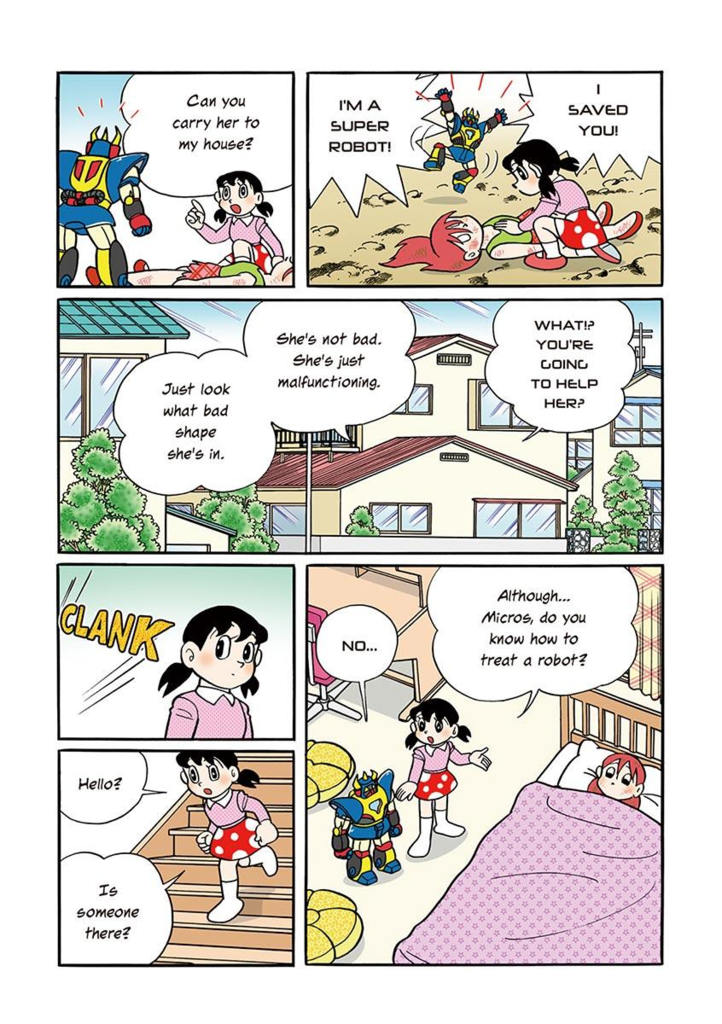 I
SAVED
YOU!
I'M A
SUPER
ROBOT!
Can you
carry her to
my house?
WHAT!?
YOU'RE
GOING
TO HELP
HER?
She's not bad.
She's just
malfunctioning.
Just look
what bad
shape
she's in.
Although...
Micros, do you
know how to
treat a robot?
NO...
CLANK
Hello?
Is
someone
there?